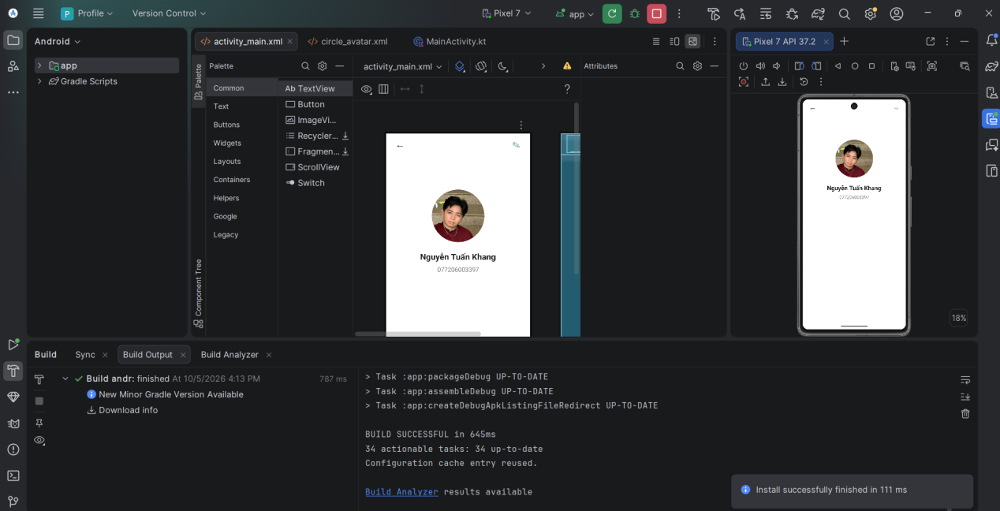 P Profile
Version Control
Pixel 7
app
Android
app
Gradle Scripts
activity_main.xml
circle_avatar.xml
MainActivity.kt
Palette
Component Tree
Palette
Common
Text
Buttons
Widgets
Layouts
Containers
Helpers
Google
Legacy
Ab TextView
Button
ImageVi...
Recycler...
Fragmen...
ScrollView
Switch
activity_main.xml
?
Nguyễn Tuấn Khang
077206003397
Attributes
Pixel 7 API 37.2
Nguyễn Tuấn Khang
077206003397
18%
Build
Sync
Build Output
Build Analyzer
Build andr: finished At 10/5/2026 4:13 PM
787 ms
New Minor Gradle Version Available
Download info
> Task :app:packageDebug UP-TO-DATE
> Task :app:assembleDebug UP-TO-DATE
> Task :app:createDebugApkListingFileRedirect UP-TO-DATE
BUILD SUCCESSFUL in 645ms
34 actionable tasks: 34 up-to-date
Configuration cache entry reused.
Build Analyzer results available
Install successfully finished in 111 ms